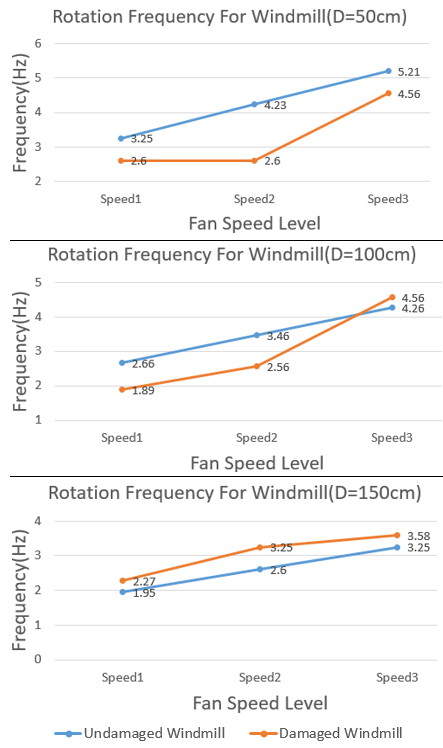 Rotation Frequency For Windmill(D=50cm)
Frequency(Hz)
6
5
4
3
2
3.25
4.23
5.21
2.6
2.6
4.56
Speed1 Speed2 Speed3
Fan Speed Level
Rotation Frequency For Windmill(D=100cm)
Frequency(Hz)
5
4
3
2
1
2.66
3.46
4.26
1.89
2.56
4.56
Speed1 Speed2 Speed3
Fan Speed Level
Rotation Frequency For Windmill(D=150cm)
Frequency(Hz)
4
3
2
1
0
2.27
3.25
3.58
1.95
2.6
3.25
Speed1 Speed2 Speed3
Fan Speed Level
Undamaged Windmill Damaged Windmill